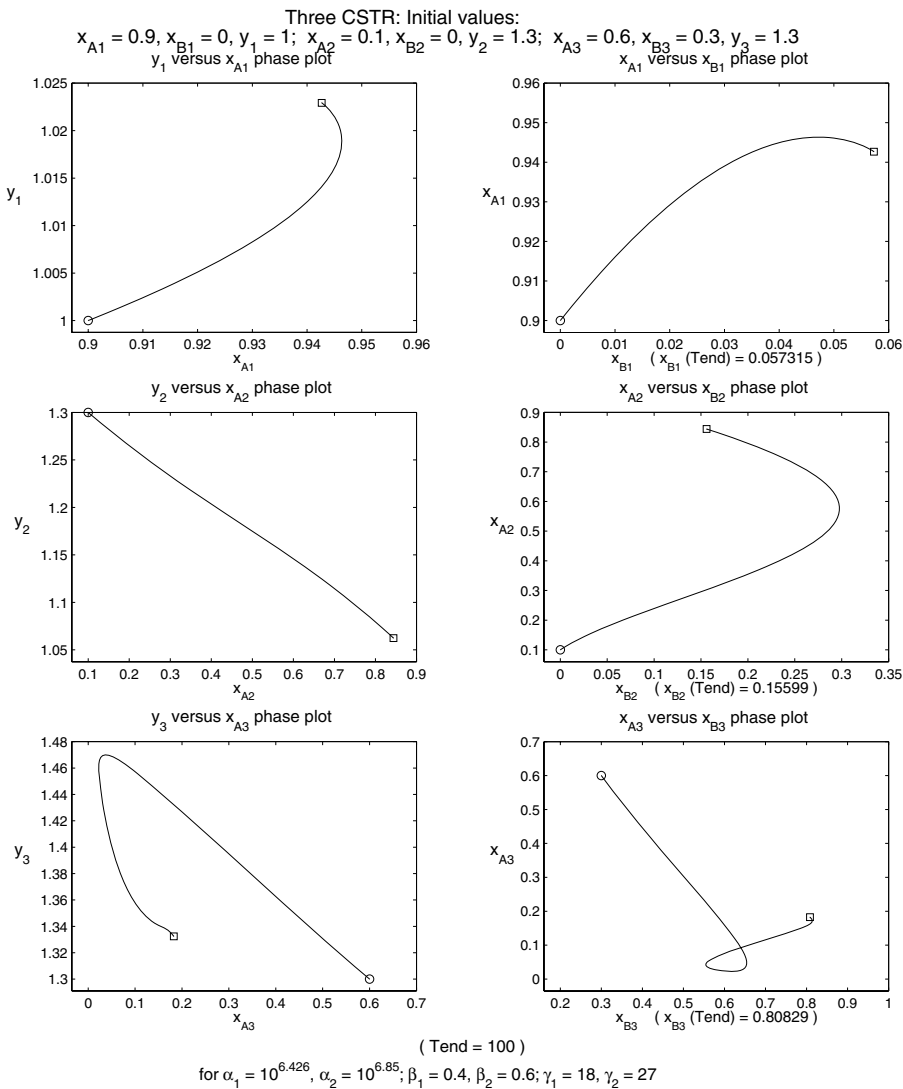 Three CSTR: Initial values:
x_A1 = 0.9, x_B1 = 0, y_1 = 1; x_A2 = 0.1, x_B2 = 0, y_2 = 1.3; x_A3 = 0.6, x_B3 = 0.3, y_3 = 1.3
y_1 versus x_A1 phase plot
1.025
1.02
1.015
1.01
1.005
1
y_1
0.9 0.91 0.92 0.93 0.94 0.95 0.96
x_A1
x_A1 versus x_B1 phase plot
0.96
0.95
0.94
0.93
0.92
0.91
0.9
x_A1
0 0.01 0.02 0.03 0.04 0.05 0.06
x_B1 ( x_B1 (Tend) = 0.057315 )
y_2 versus x_A2 phase plot
1.3
1.25
1.2
1.15
1.1
1.05
y_2
0.1 0.2 0.3 0.4 0.5 0.6 0.7 0.8 0.9
x_A2
x_A2 versus x_B2 phase plot
0.9
0.8
0.7
0.6
0.5
0.4
0.3
0.2
0.1
x_A2
0 0.05 0.1 0.15 0.2 0.25 0.3 0.35
x_B2 ( x_B2 (Tend) = 0.15599 )
y_3 versus x_A3 phase plot
1.48
1.46
1.44
1.42
1.4
1.38
1.36
1.34
1.32
1.3
y_3
0 0.1 0.2 0.3 0.4 0.5 0.6 0.7
x_A3
x_A3 versus x_B3 phase plot
0.7
0.6
0.5
0.4
0.3
0.2
0.1
0
x_A3
0.2 0.3 0.4 0.5 0.6 0.7 0.8 0.9 1
x_B3 ( x_B3 (Tend) = 0.80829 )
( Tend = 100 )
for α_1 = 10^6.426, α_2 = 10^6.85; β_1 = 0.4, β_2 = 0.6; γ_1 = 18, γ_2 = 27